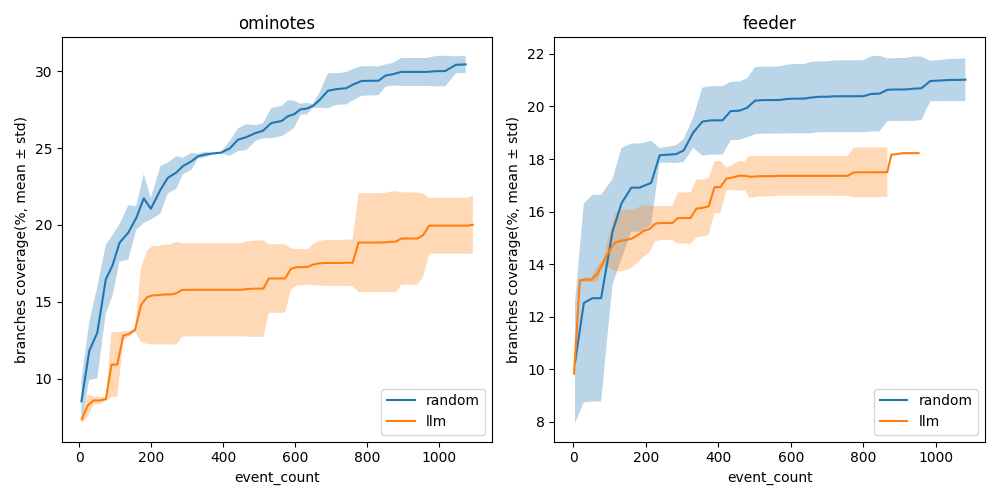 ominotes
branches coverage(%, mean ± std)
30
25
20
15
10
0 200 400 600 800 1000
event_count
random
llm
feeder
branches coverage(%, mean ± std)
22
20
18
16
14
12
10
8
0 200 400 600 800 1000
event_count
random
llm